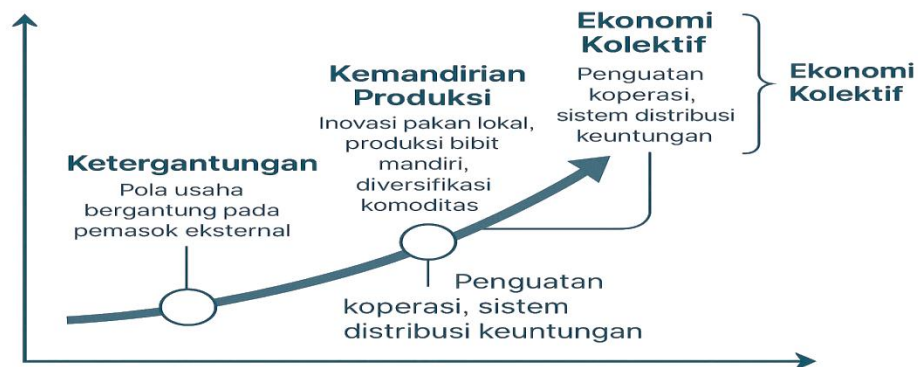 Ketergantungan
Pola usaha
bergantung pada
pemasok eksternal
Kemandirian
Produksi
Inovasi pakan lokal,
produksi bibit
mandiri,
diversifikasi
komoditas
Penguatan
koperasi, sistem
distribusi keuntungan
Ekonomi
Kolektif
Penguatan
koperasi,
sistem distribusi
keuntungan
Ekonomi
Kolektif